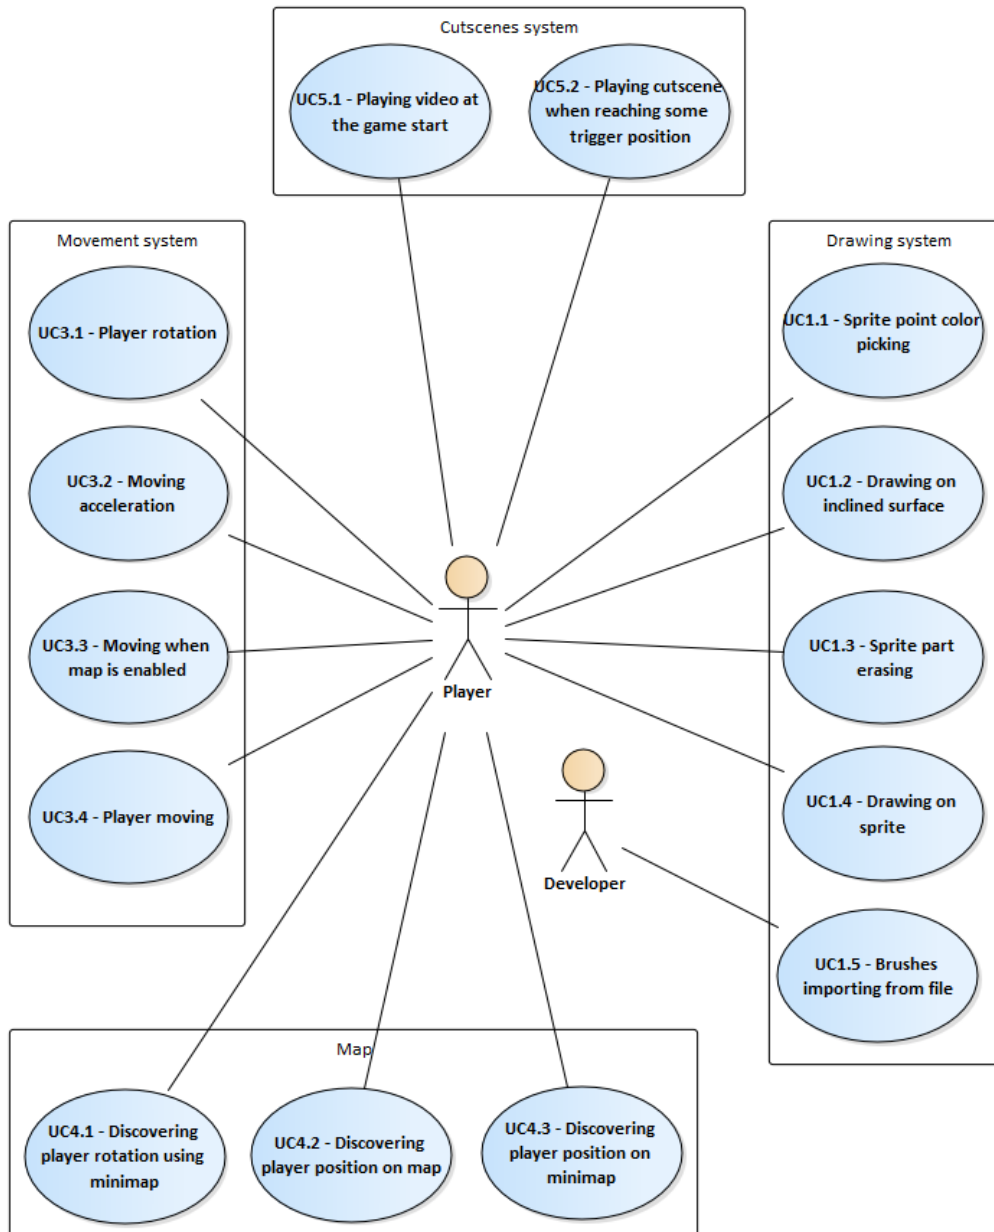 Cutscenes system
UC5.1 - Playing video at
the game start
UC5.2 - Playing cutscene
when reaching some
trigger position
Movement system
UC3.1 - Player rotation
UC3.2 - Moving
acceleration
UC3.3 - Moving when
map is enabled
UC3.4 - Player moving
Drawing system
UC1.1 - Sprite point color
picking
UC1.2 - Drawing on
inclined surface
UC1.3 - Sprite part
erasing
UC1.4 - Drawing on
sprite
UC1.5 - Brushes
importing from file
Player
Developer
Map
UC4.1 - Discovering
player rotation using
minimap
UC4.2 - Discovering
player position on map
UC4.3 - Discovering
player position on
minimap